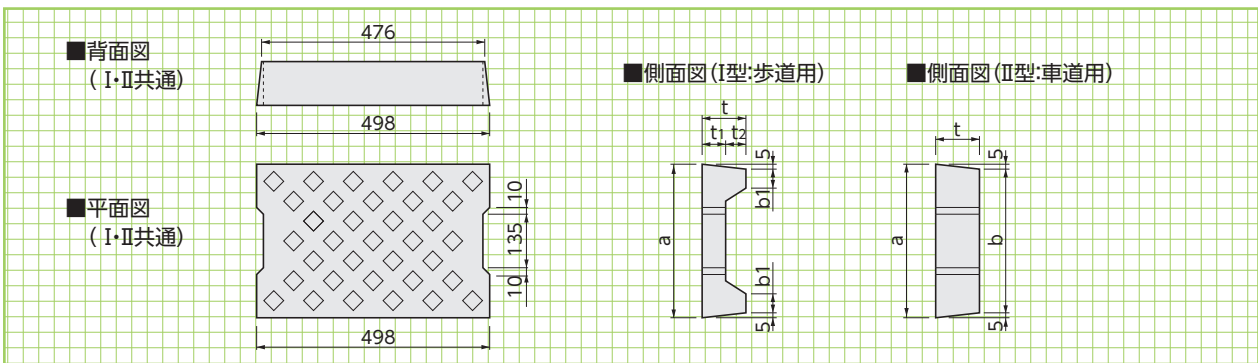 ■背面図
(Ⅰ・Ⅱ共通)
476
498
■平面図
(Ⅰ・Ⅱ共通)
10
135
10
498
■側面図(Ⅰ型:歩道用)
t
t1 t2
5
b1
a
b1
5
■側面図(Ⅱ型:車道用)
t
5
a
b
5